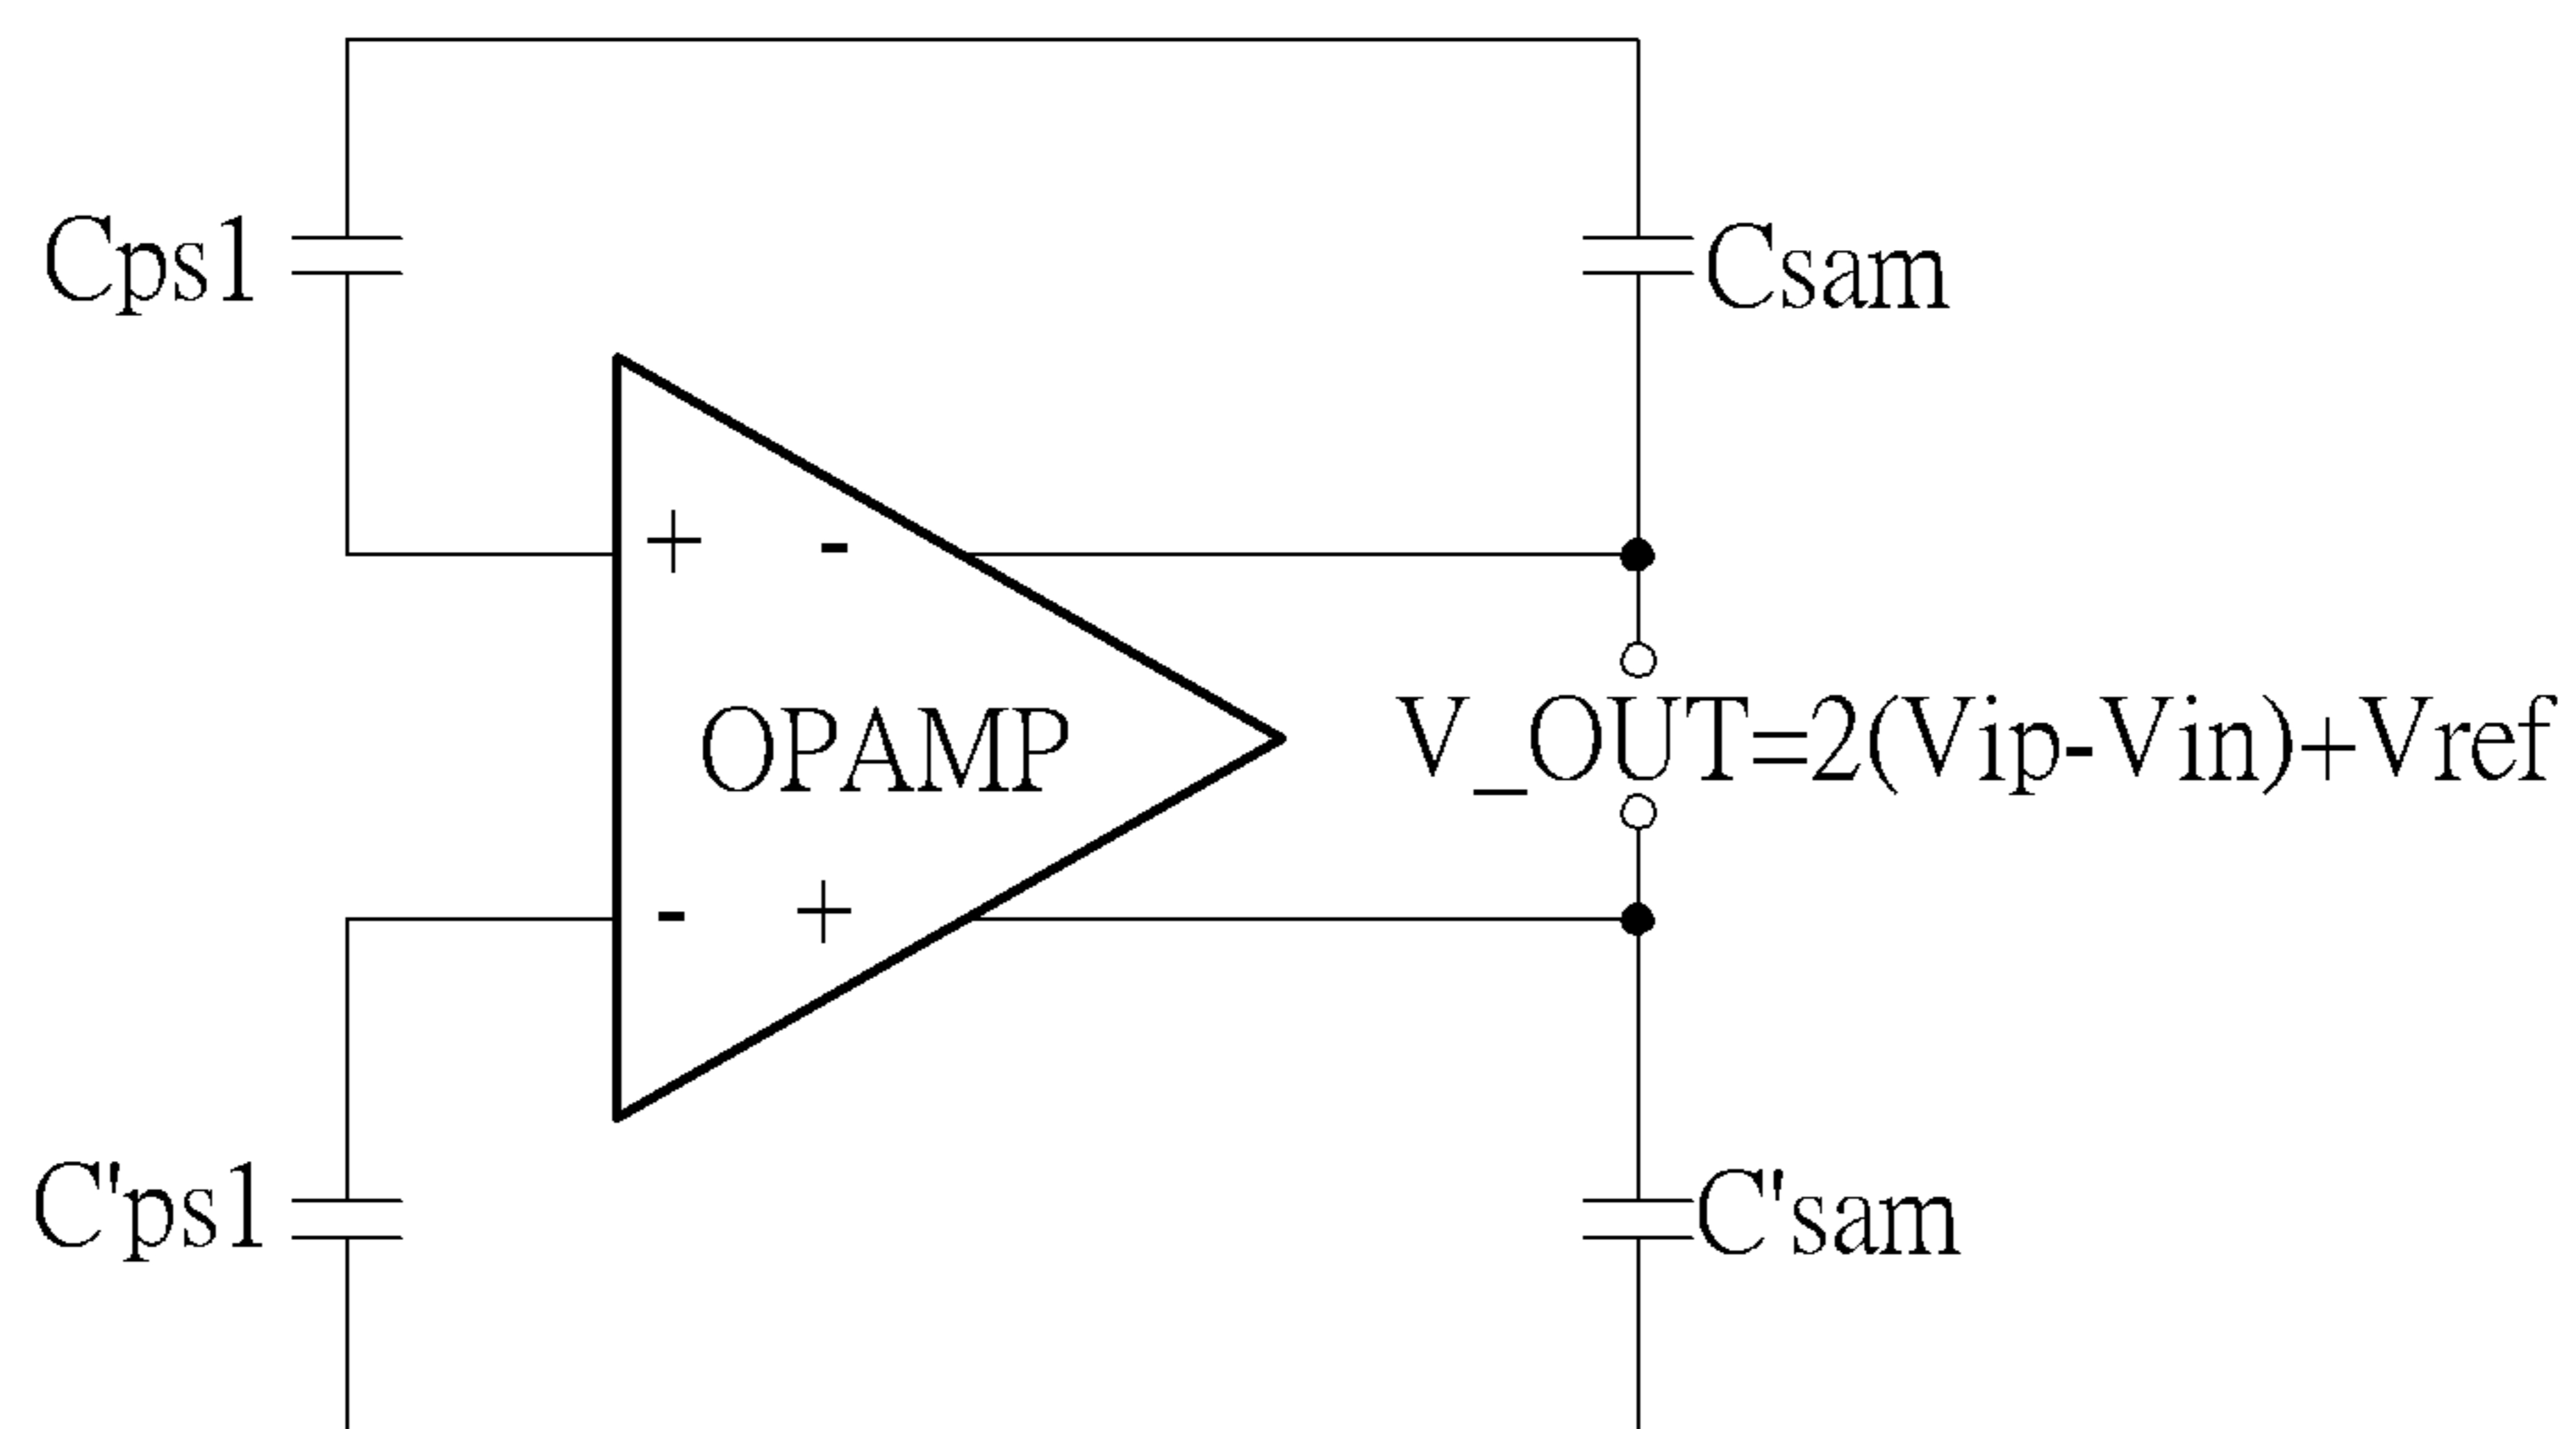 Cps1
Csam
+ -
OPAMP
V_OUT=2(Vip-Vin)+Vref
- +
C'ps1
C'sam